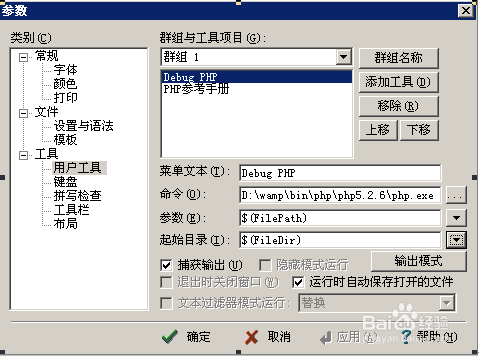 参数
类别(C)
常规
字体
颜色
打印
文件
设置与语法
模板
工具
用户工具
键盘
拼写检查
工具栏
布局
群组与工具项目(G):
群组 1
群组名称
Debug PHP
PHP参考手册
添加工具(D)
移除(R)
上移 下移
菜单文本(T): Debug PHP
命令(O): D:\wamp\bin\php\php5.2.6\php.exe ...
参数(E): $(FilePath)
起始目录(I): $(FileDir)
捕获输出(U) 隐藏模式运行 输出模式
退出时关闭窗口(W) 运行时自动保存打开的文件
文本过滤器模式运行: 替换
确定 取消 应用(A) 帮助(H)
Baidu经验